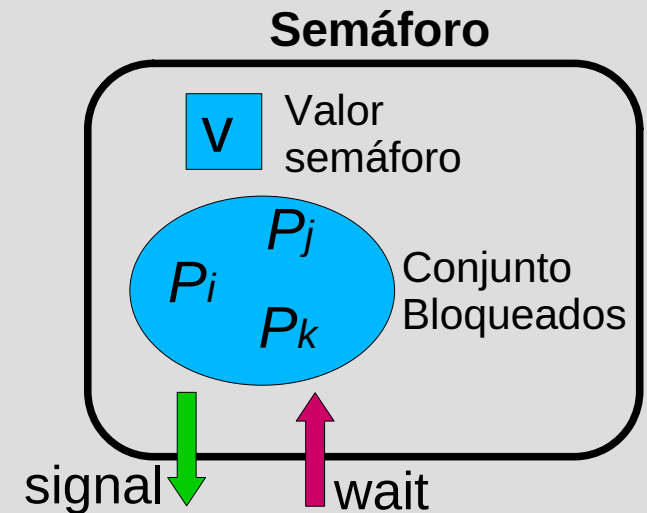 Semáforo
v
Valor
semáforo
Pj
Pi
Pk
Conjunto
Bloqueados
signal
wait